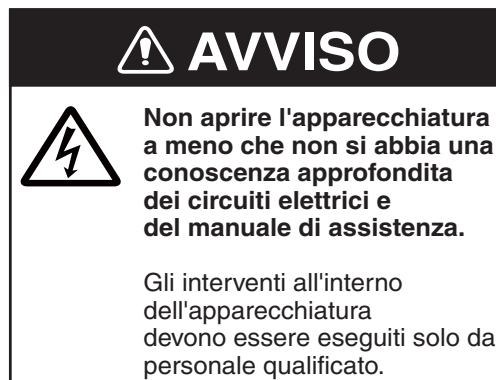 AVVISO
Non aprire l'apparecchiatura
a meno che non si abbia una
conoscenza approfondita
dei circuiti elettrici e
del manuale di assistenza.
Gli interventi all'interno
dell'apparecchiatura
devono essere eseguiti solo da
personale qualificato.